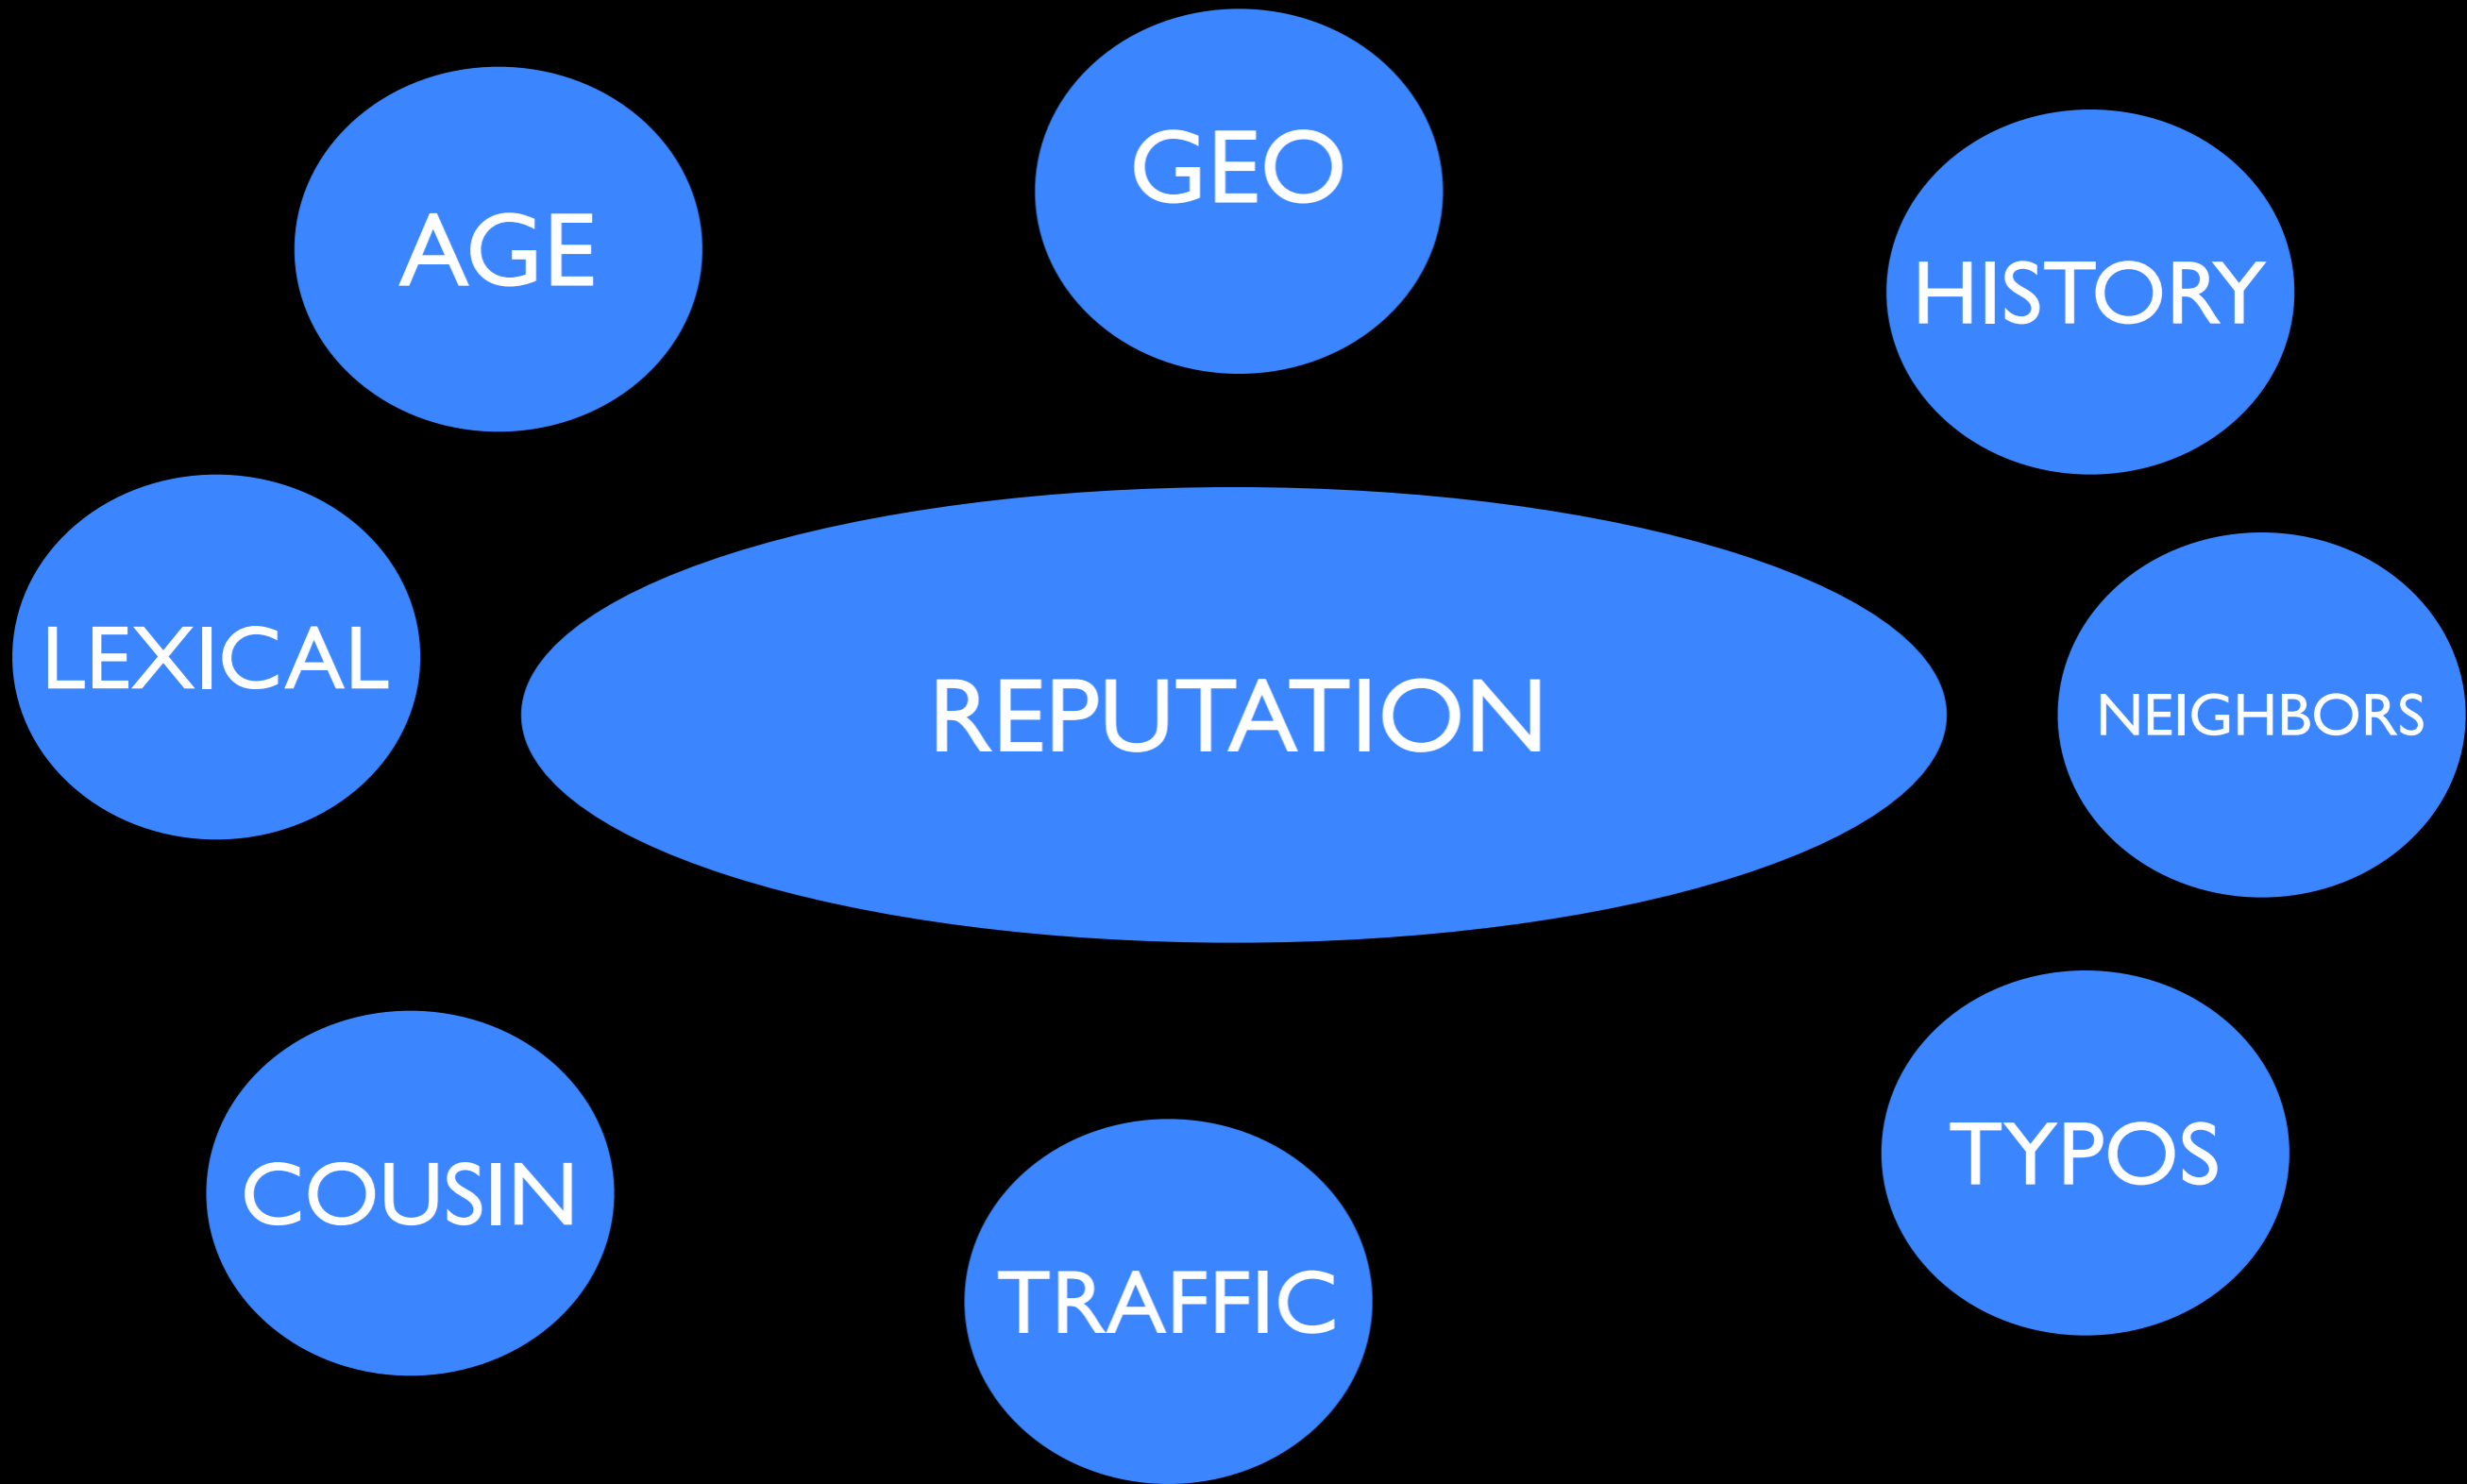 GEO
AGE
HISTORY
LEXICAL
REPUTATION
NEIGHBORS
COUSIN
TYPOS
TRAFFIC